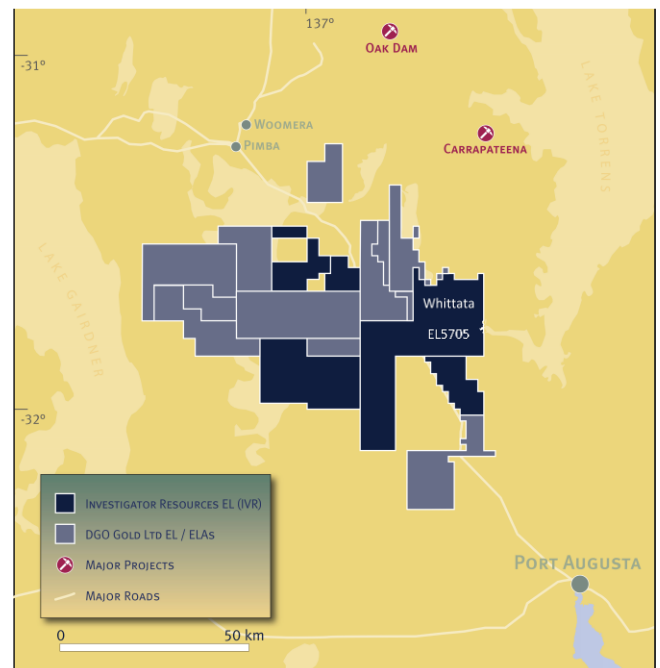 137°
OAK DAM
-31°
WOOMERA
PIMBA
CARRAPATEENA
LAKE TORRENS
LAKE GAIRDNER
Whittata
EL5705
-32°
INVESTIGATOR RESOURCES EL (IVR)
DGO GOLD LTD EL / ELAS
MAJOR PROJECTS
MAJOR ROADS
0 50 km
PORT AUGUSTA